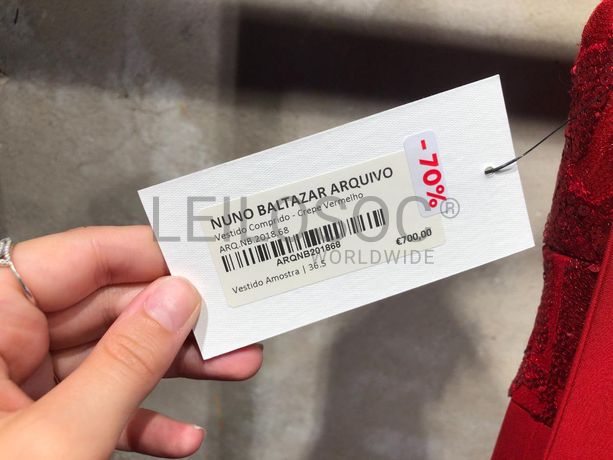 NUNO BALTAZAR ARQUIVO
Vestido Comprido - Crepe Vermelho
ARQ.NB.2018.68
ARQNB201868
€700,00
Vestido Amostra | 36.5
- 70%
LEILOSOC®
WORLDWIDE